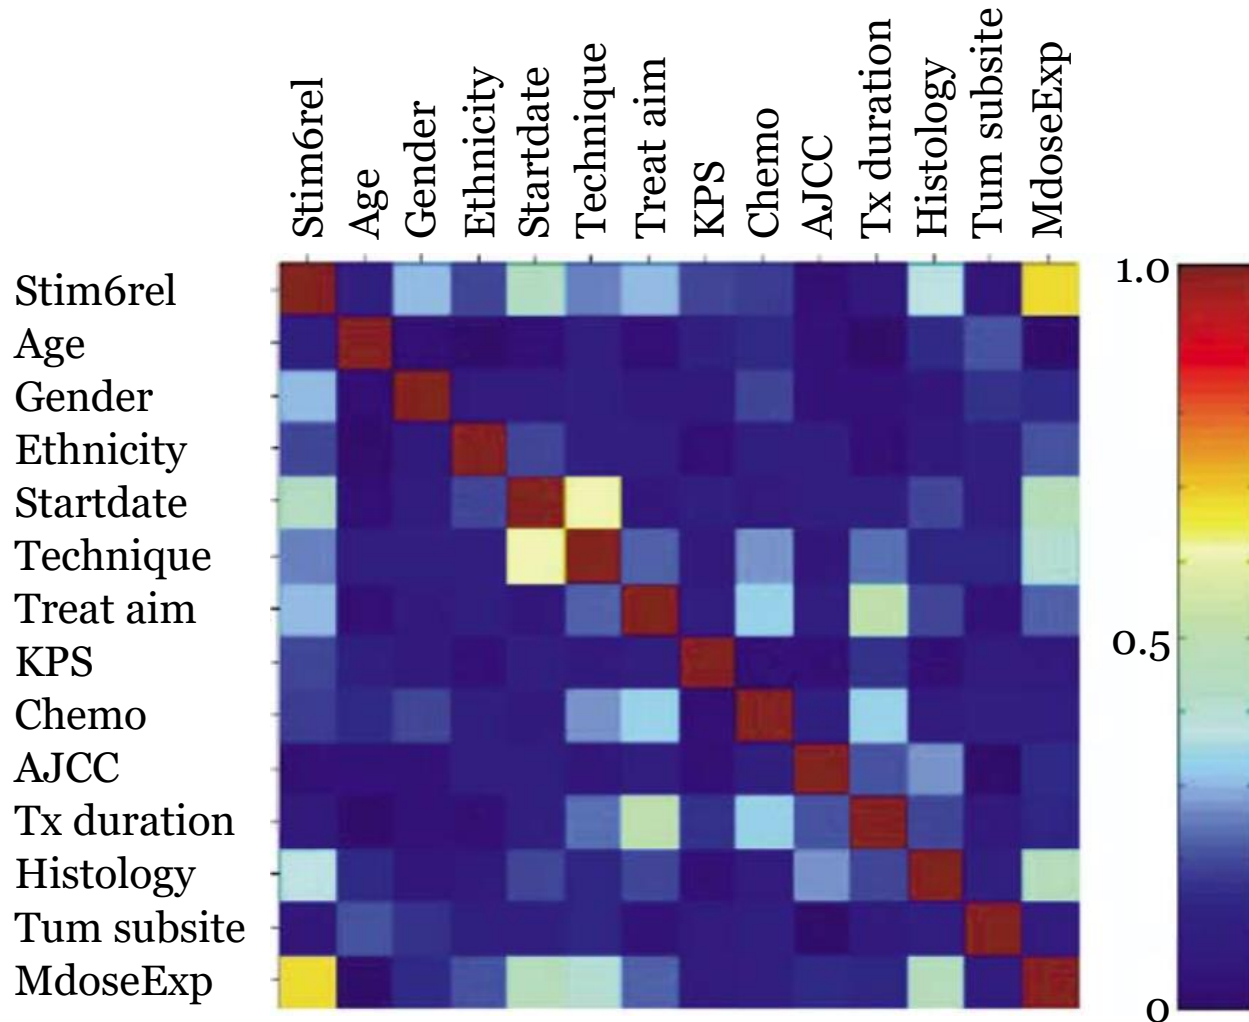 Stim6rel
Age
Gender
Ethnicity
Startdate
Technique
Treat aim
KPS
Chemo
AJCC
Tx duration
Histology
Tum subsite
MdoseExp
Stim6rel
Age
Gender
Ethnicity
Startdate
Technique
Treat aim
KPS
Chemo
AJCC
Tx duration
Histology
Tum subsite
MdoseExp
1.0
0.5
0